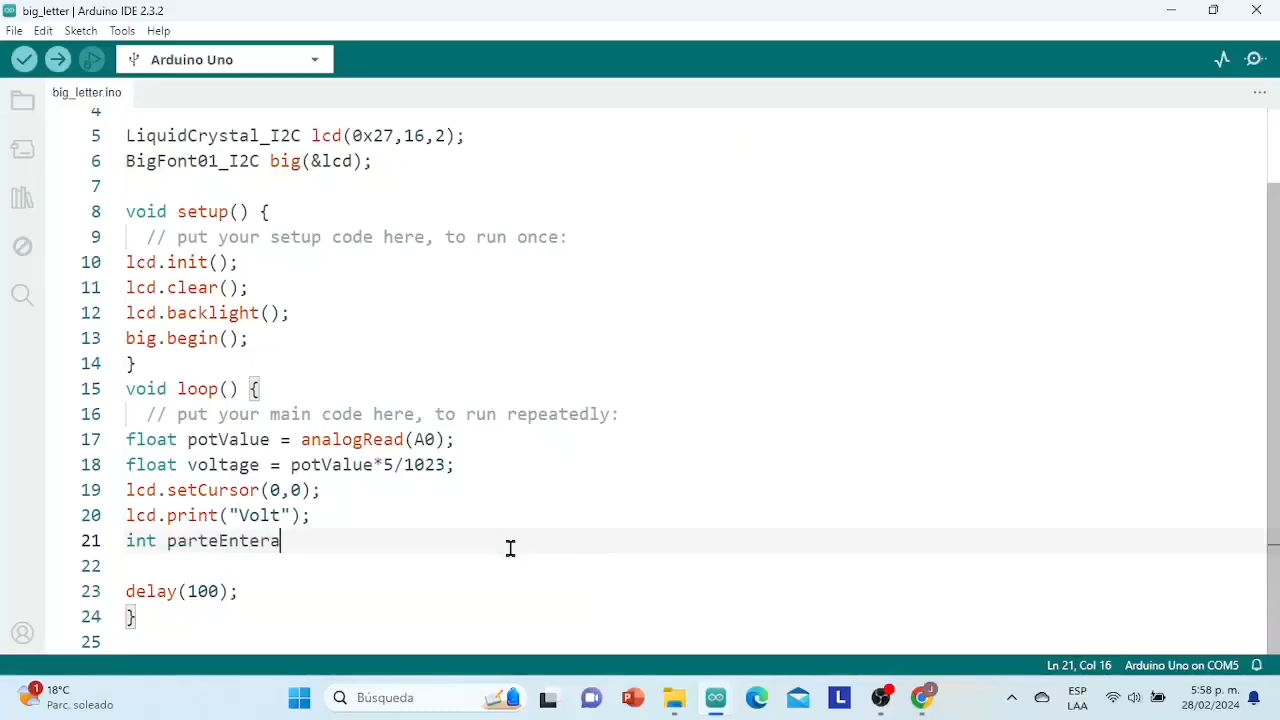 big_letter | Arduino IDE 2.3.2
File Edit Sketch Tools Help
Arduino Uno
big_letter.ino
4
5 LiquidCrystal_I2C lcd(0x27,16,2);
6 BigFont01_I2C big(&lcd);
7
8 void setup() {
9 // put your setup code here, to run once:
10 lcd.init();
11 lcd.clear();
12 lcd.backlight();
13 big.begin();
14 }
15 void loop() {
16 // put your main code here, to run repeatedly:
17 float potValue = analogRead(A0);
18 float voltage = potValue*5/1023;
19 lcd.setCursor(0,0);
20 lcd.print("Volt");
21 int parteEntera
22
23 delay(100);
24 }
25
Ln 21, Col 16 Arduino Uno on COM5
1
18°C
Parc. soleado
Búsqueda
P
L
J
ESP
LAA
5:58 p. m.
28/02/2024